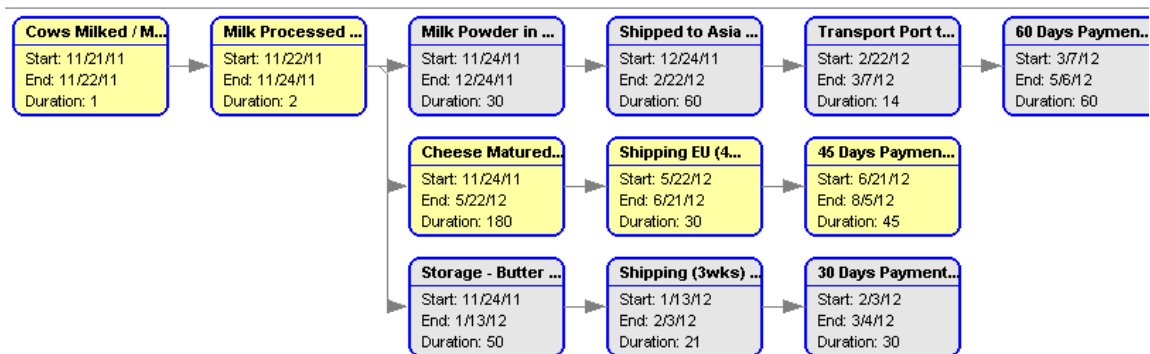 Cows Milked / M...
Start: 11/21/11
End: 11/22/11
Duration: 1
Milk Processed ...
Start: 11/22/11
End: 11/24/11
Duration: 2
Milk Powder in ...
Start: 11/24/11
End: 12/24/11
Duration: 30
Shipped to Asia ...
Start: 12/24/11
End: 2/22/12
Duration: 60
Transport Port t...
Start: 2/22/12
End: 3/7/12
Duration: 14
60 Days Paymen...
Start: 3/7/12
End: 5/6/12
Duration: 60
Cheese Matured...
Start: 11/24/11
End: 5/22/12
Duration: 180
Shipping EU (4...
Start: 5/22/12
End: 6/21/12
Duration: 30
45 Days Paymen...
Start: 6/21/12
End: 8/5/12
Duration: 45
Storage - Butter ...
Start: 11/24/11
End: 1/13/12
Duration: 50
Shipping (3wks) ...
Start: 1/13/12
End: 2/3/12
Duration: 21
30 Days Payment...
Start: 2/3/12
End: 3/4/12
Duration: 30